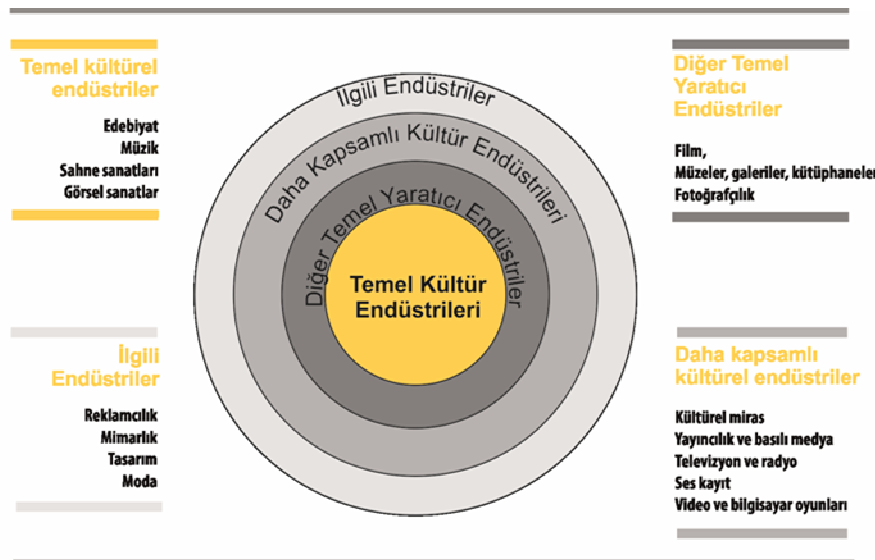 Temel kültürel
endüstriler
Edebiyat
Müzik
Sahne sanatları
Görsel sanatlar
Diğer Temel
Yaratıcı
Endüstriler
Film,
Müzeler, galeriler, kütüphaneler
Fotoğrafçılık
İlgili Endüstriler
Daha Kapsamlı Kültür Endüstrileri
Diğer Temel Yaratıcı Endüstriler
Temel Kültür
Endüstrileri
İlgili
Endüstriler
Reklamcılık
Mimarlık
Tasarım
Moda
Daha kapsamlı
kültürel endüstriler
Kültürel miras
Yayıncılık ve basılı medya
Televizyon ve radyo
Ses kayıt
Video ve bilgisayar oyunları